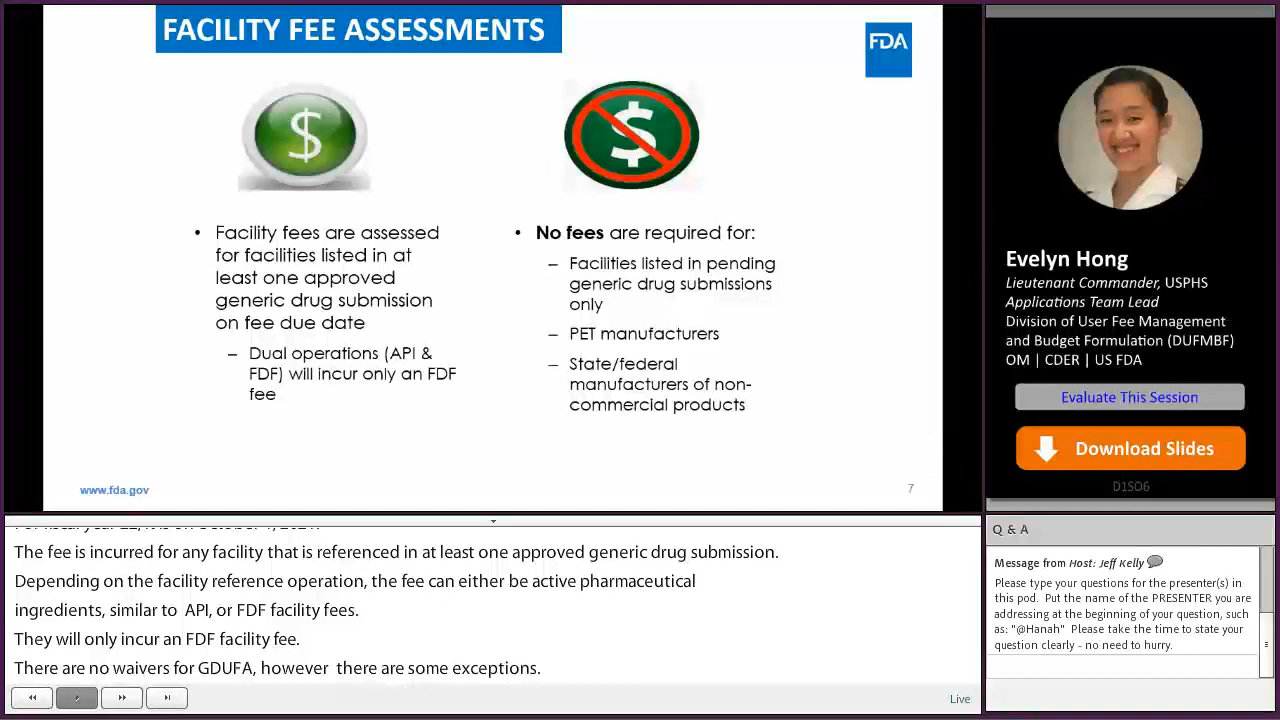 FACILITY FEE ASSESSMENTS
FDA
• Facility fees are assessed
for facilities listed in at
least one approved
generic drug submission
on fee due date
– Dual operations (API &
FDF) will incur only an FDF
fee
• No fees are required for:
– Facilities listed in pending
generic drug submissions
only
– PET manufacturers
– State/federal
manufacturers of non-
commercial products
www.fda.gov
7
Evelyn Hong
Lieutenant Commander, USPHS
Applications Team Lead
Division of User Fee Management
and Budget Formulation (DUFMBF)
OM | CDER | US FDA
Evaluate This Session
Download Slides
D1S06
The fee is incurred for any facility that is referenced in at least one approved generic drug submission.
Depending on the facility reference operation, the fee can either be active pharmaceutical
ingredients, similar to API, or FDF facility fees.
They will only incur an FDF facility fee.
There are no waivers for GDUFA, however there are some exceptions.
Live
Q & A
Message from Host: Jeff Kelly
Please type your questions for the presenter(s) in
this pod. Put the name of the PRESENTER you are
addressing at the beginning of your question, such
as: "@Hanah" Please take the time to state your
question clearly - no need to hurry.